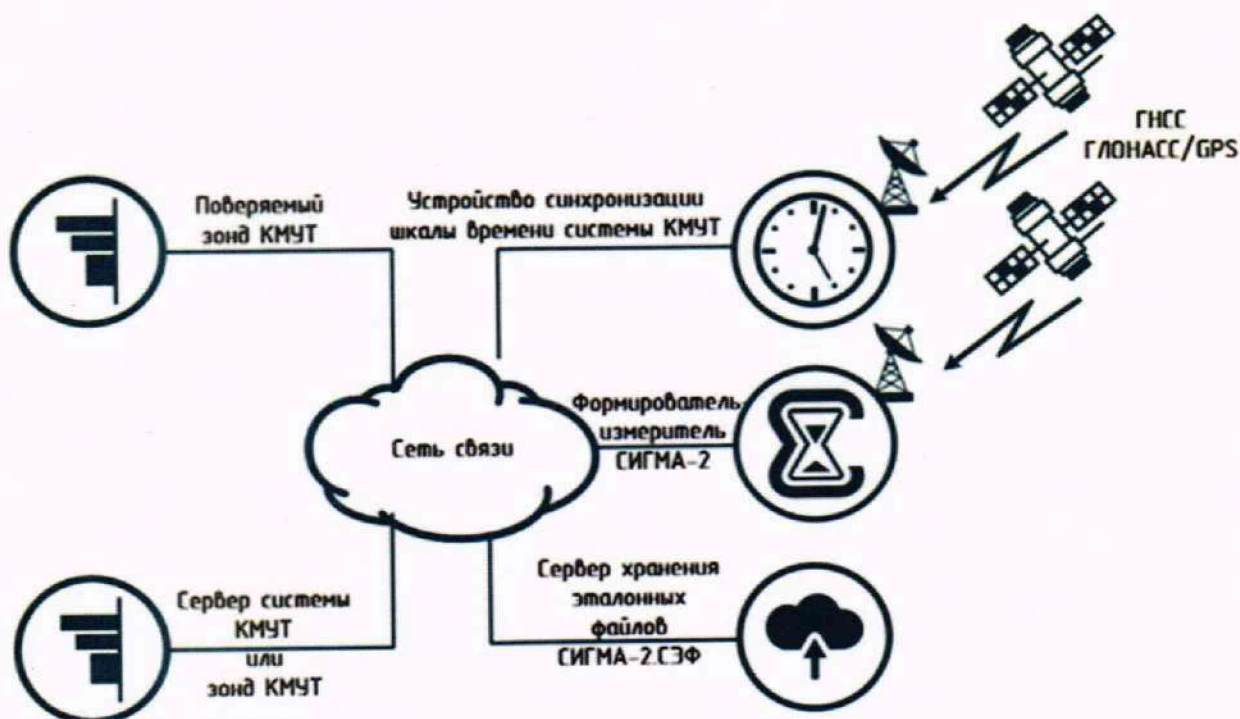 ГНСС
ГЛОНАСС/GPS
Поверяемый
зонд КМУТ
Устройство синхронизации
шкалы времени системы КМУТ
Сеть связи
Формирователь
измеритель
СИГМА-2
Сервер системы
КМУТ
или
зонд КМУТ
Сервер хранения
эталонных
файлов
СИГМА-2.СЭФ